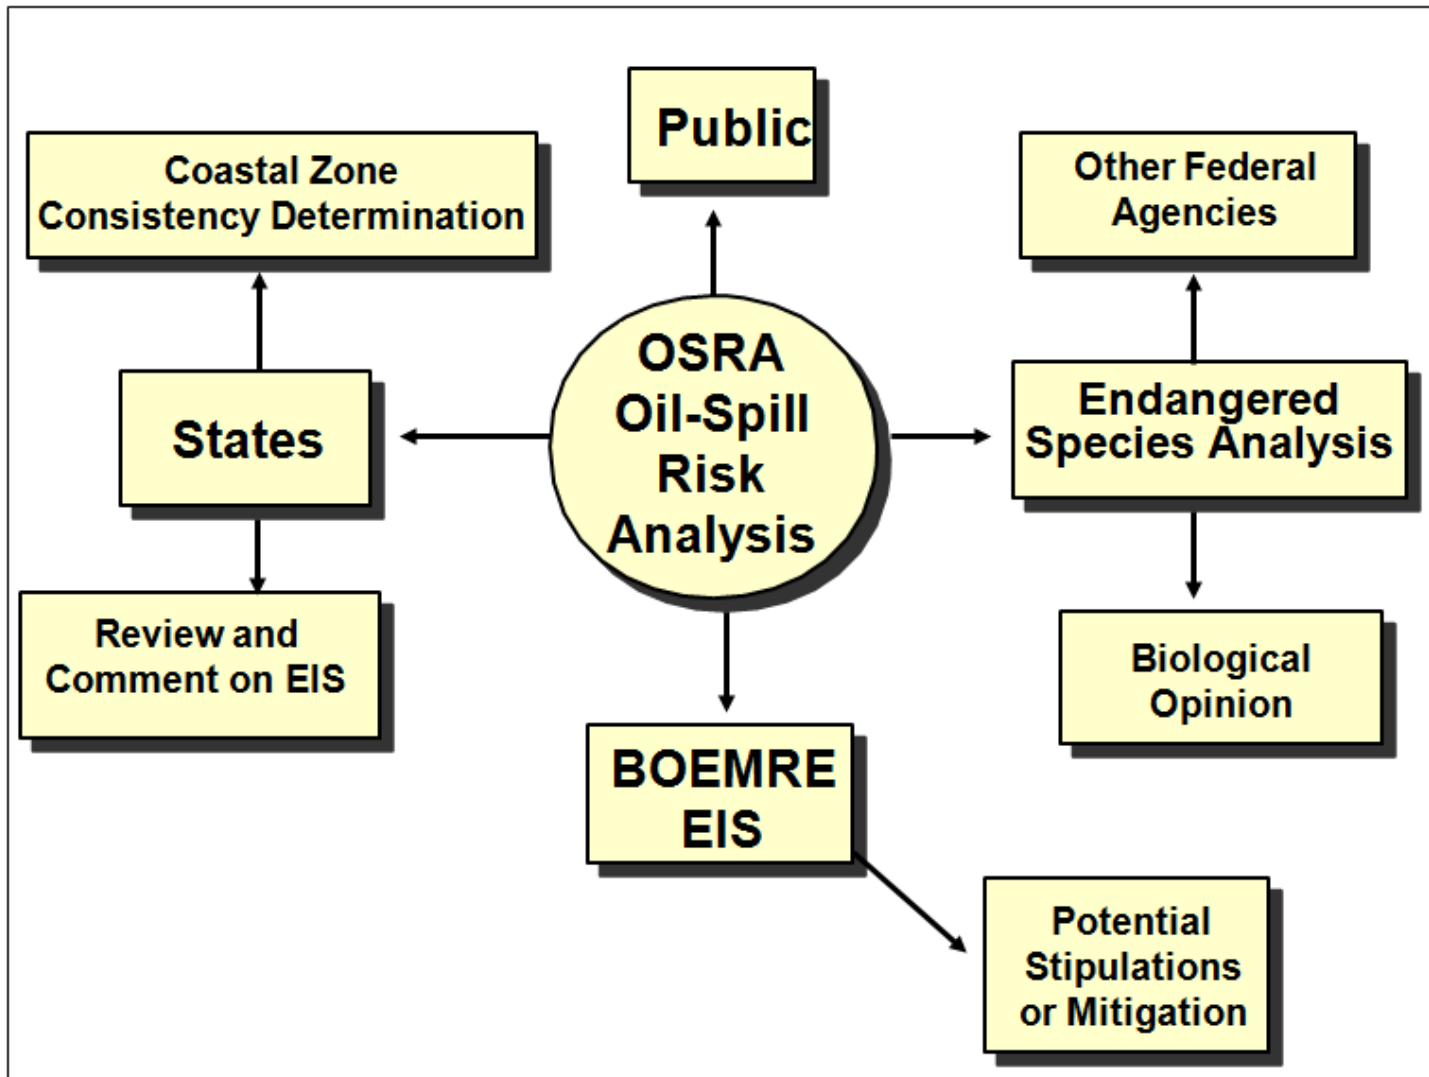 Public
Coastal Zone
Consistency Determination
Other Federal
Agencies
OSRA
Oil-Spill
Risk
Analysis
States
Endangered
Species Analysis
Review and
Comment on EIS
Biological
Opinion
BOEMRE
EIS
Potential
Stipulations
or Mitigation